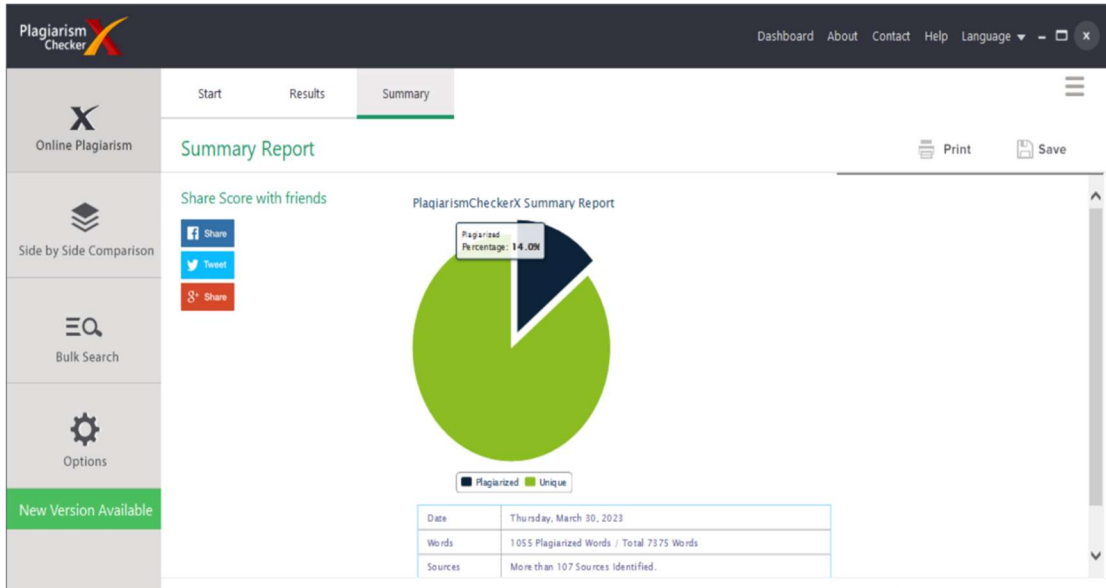 Plagiarism
Checker
Dashboard About Contact Help Language
Start Results Summary
Online Plagiarism
Summary Report
Print Save
Share Score with friends
Share
Tweet
Share
Side by Side Comparison
Bulk Search
Options
New Version Available
PlagiarismCheckerX Summary Report
Plagiarized
Percentage: 14.0%
Plagiarized Unique
Date Thursday, March 30, 2023
Words 1055 Plagiarized Words / Total 7375 Words
Sources More than 107 Sources Identified.